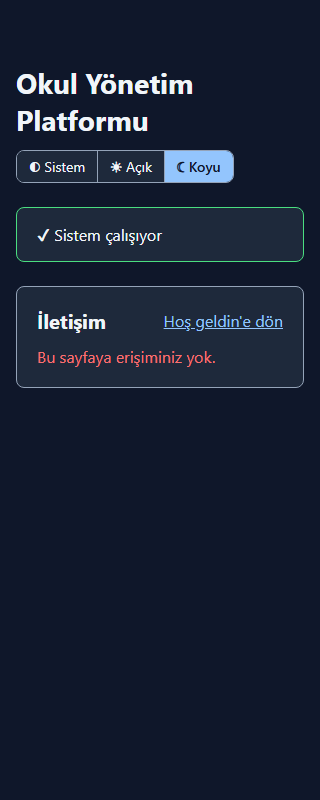 Okul Yönetim
Platformu
Sistem Açık Koyu
✓ Sistem çalışıyor
İletişim Hoş geldin'e dön
Bu sayfaya erişiminiz yok.